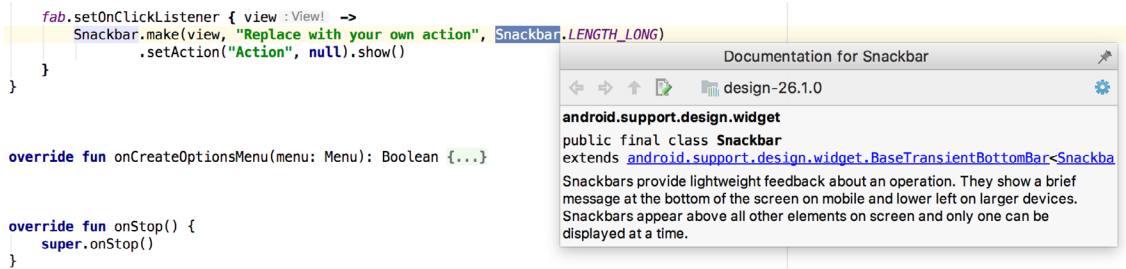 fab.setOnClickListener { view : View! ->
Snackbar.make(view, "Replace with your own action", Snackbar.LENGTH_LONG)
.setAction("Action", null).show()
}
}
override fun onCreateOptionsMenu(menu: Menu): Boolean {...}
override fun onStop() {
super.onStop()
}
Documentation for Snackbar
design-26.1.0
android.support.design.widget
public final class Snackbar
extends android.support.design.widget.BaseTransientBottomBar<Snackba
Snackbars provide lightweight feedback about an operation. They show a brief
message at the bottom of the screen on mobile and lower left on larger devices.
Snackbars appear above all other elements on screen and only one can be
displayed at a time.